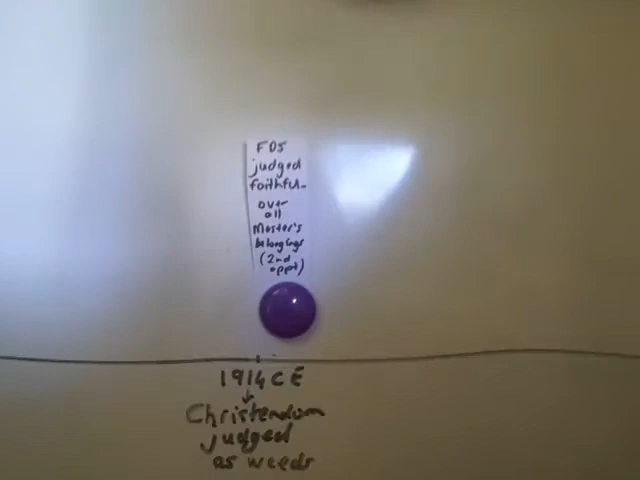 FDS
judged
faithful-
over
all
Master's
belongings
(2nd
appt)
1914 CE
Christendom
judged
as weeds